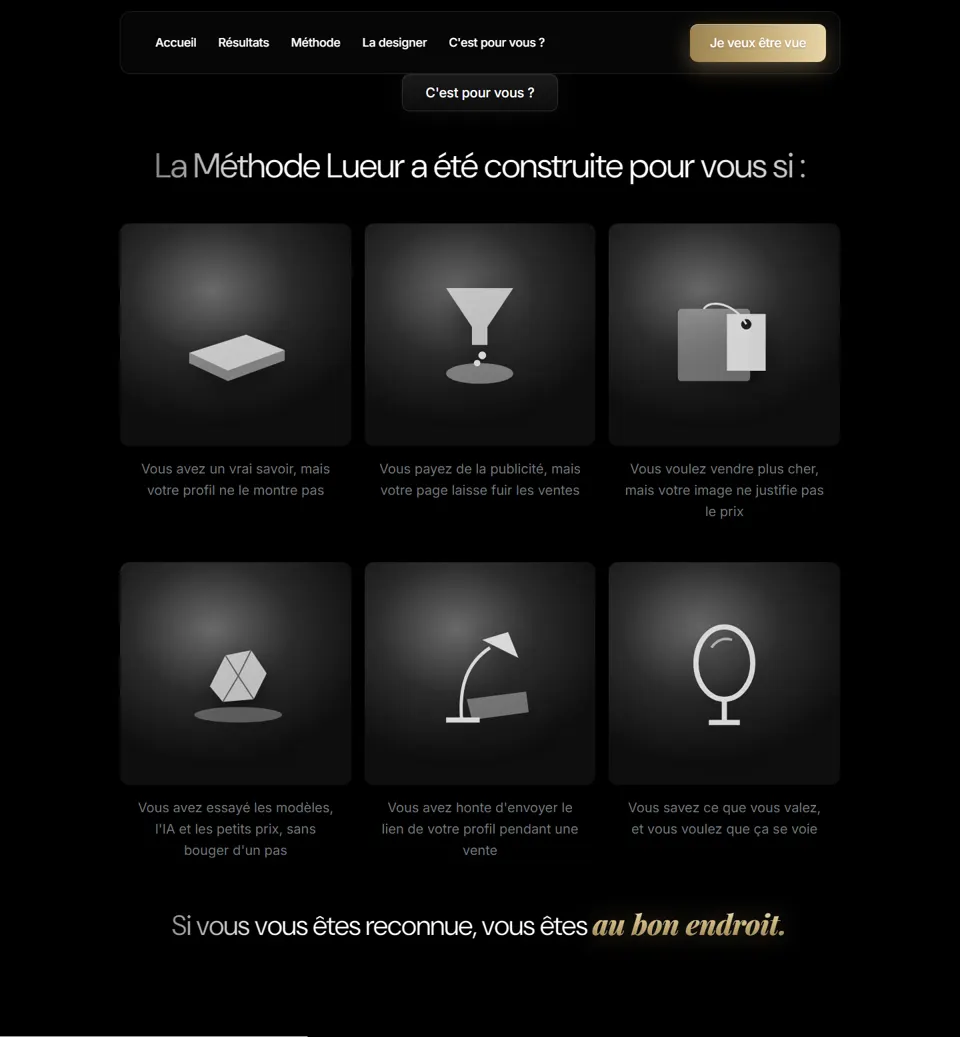 Accueil Résultats Méthode La designer C'est pour vous ? Je veux être vue
C'est pour vous ?
La Méthode Lueur a été construite pour vous si :
Vous avez un vrai savoir, mais
votre profil ne le montre pas
Vous payez de la publicité, mais
votre page laisse fuir les ventes
Vous voulez vendre plus cher,
mais votre image ne justifie pas
le prix
Vous avez essayé les modèles,
l'IA et les petits prix, sans
bouger d'un pas
Vous avez honte d'envoyer le
lien de votre profil pendant une
vente
Vous savez ce que vous valez,
et vous voulez que ça se voie
Si vous vous êtes reconnue, vous êtes au bon endroit.